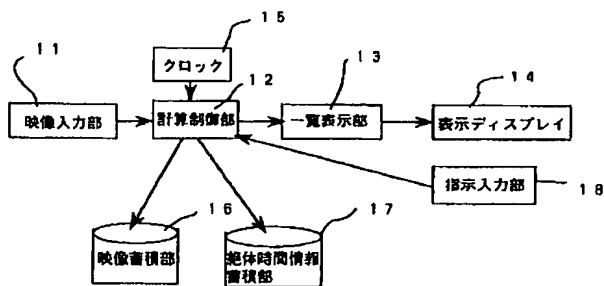 15
11
クロック
12
13
14
映像入力部
計算制御部
一覧表示部
表示ディスプレイ
指示入力部
18
16
17
映像蓄積部
絶体時間情報
蓄積部